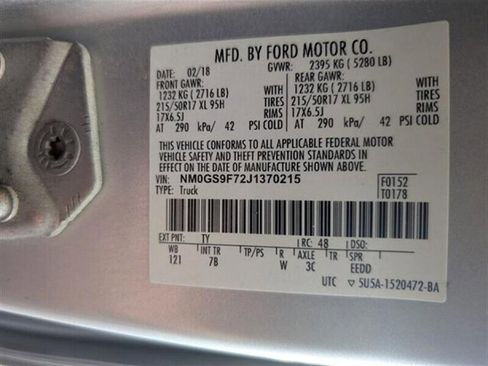 MFD. BY FORD MOTOR CO.
DATE: 02/18 GVWR: 2395 KG ( 5280 LB)
FRONT GAWR: REAR GAWR:
1232 KG ( 2716 LB) WITH 1232 KG ( 2716 LB) WITH
215/50R17 XL 95H TIRES 215/50R17 XL 95H TIRES
17X6.5J RIMS 17X6.5J RIMS
AT 290 kPa/ 42 PSI COLD AT 290 kPa/ 42 PSI COLD
THIS VEHICLE CONFORMS TO ALL APPLICABLE FEDERAL MOTOR
VEHICLE SAFETY AND BUMPER, AND THEFT PREVENTION STANDARDS IN
EFFECT ON THE DATE OF MANUFACTURE SHOWN ABOVE.
VIN: NM0GS9F72J1370215 F0152
TYPE: Truck T0178
EXT PNT: TY RC: 48 DSO:
WB INT TR TP/PS R AXLE TR SPR
121 7B W 3C EEDD
UTC ▽ 5U5A-1520472-BA